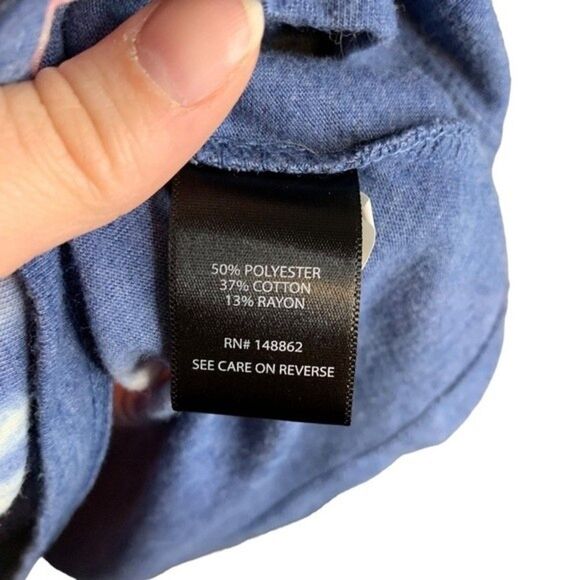 50% POLYESTER
37% COTTON
13% RAYON
RN# 148862
SEE CARE ON REVERSE